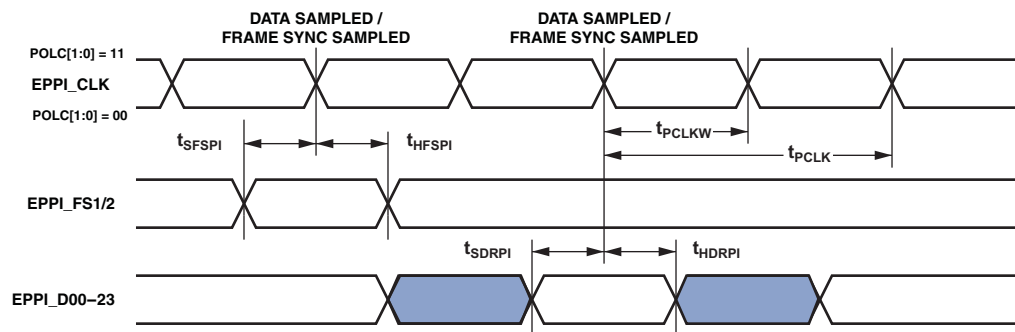 DATA SAMPLED /
FRAME SYNC SAMPLED
DATA SAMPLED /
FRAME SYNC SAMPLED
POLC[1:0] = 11
EPPI_CLK
POLC[1:0] = 00
tSFSPI
tHFSPI
tPCLKW
tPCLK
EPPI_FS1/2
tSDRPI
tHDRPI
EPPI_D00–23